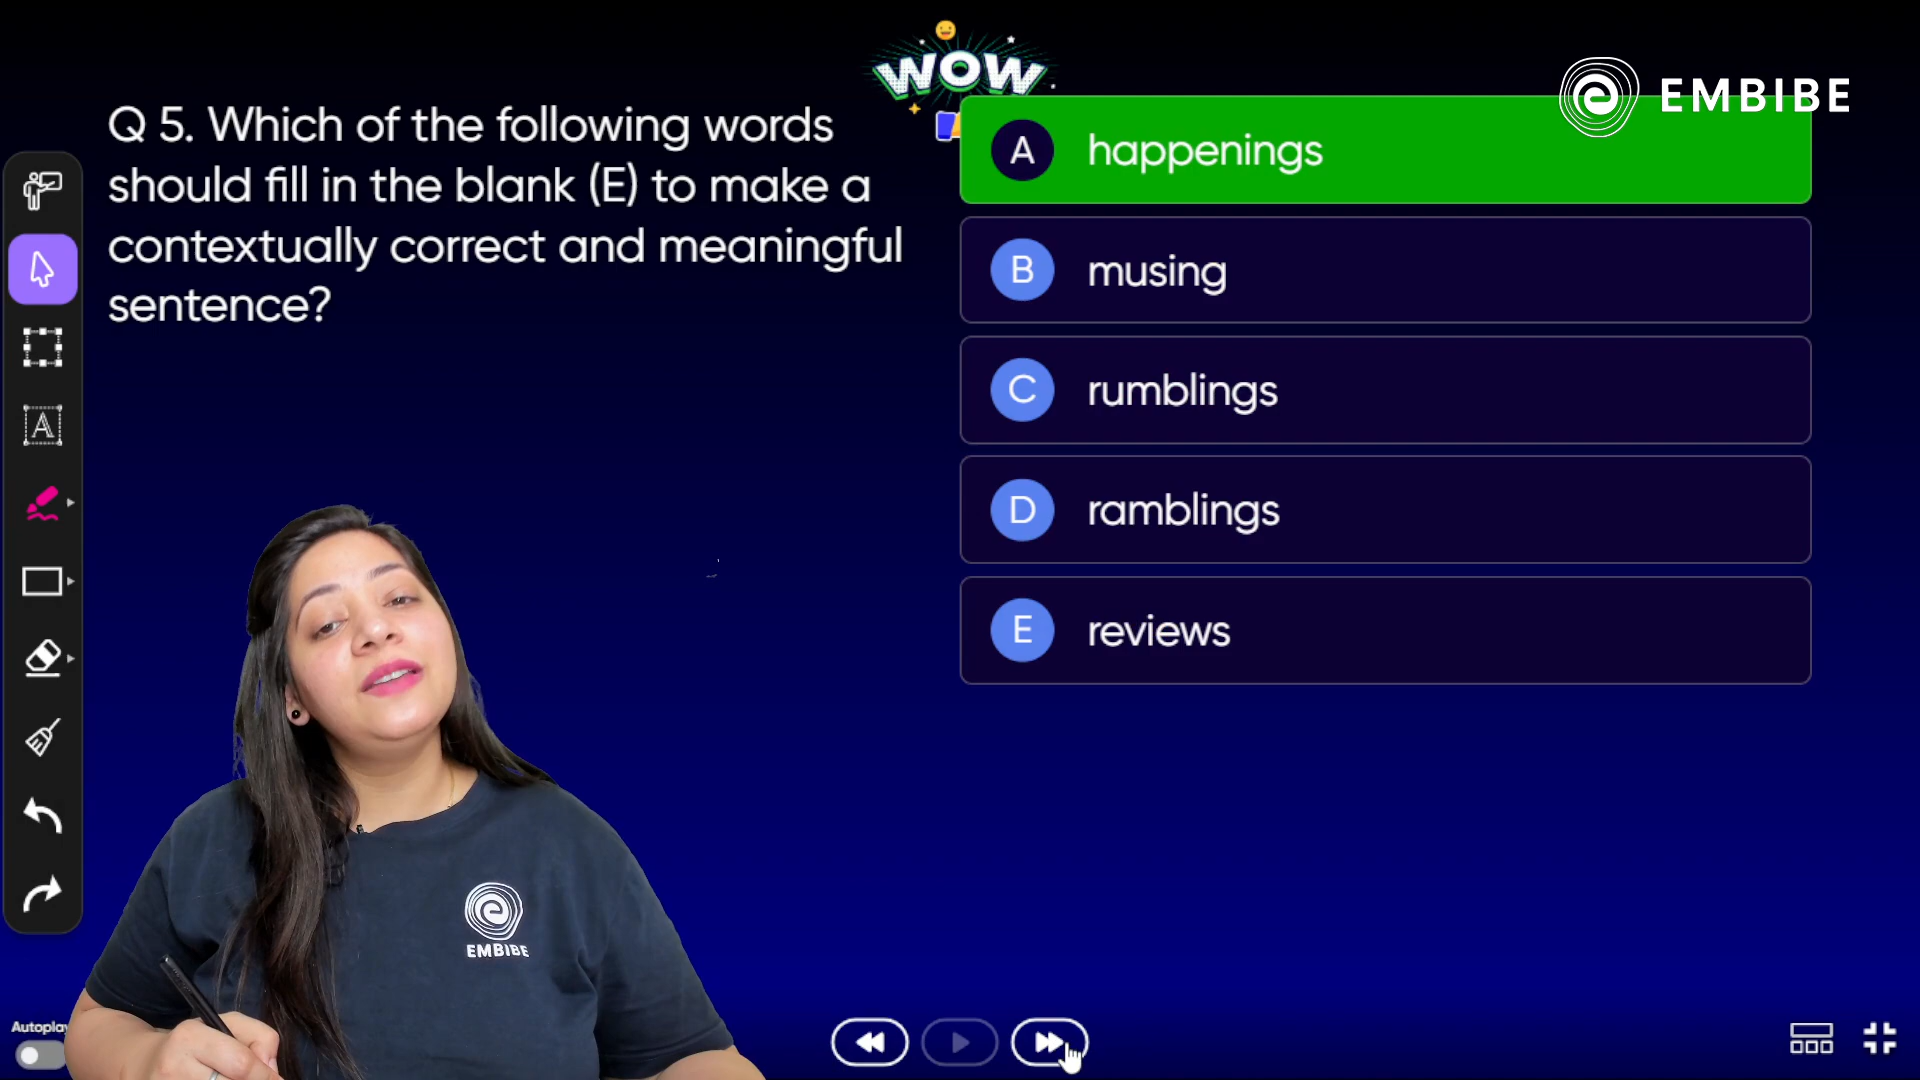 WOW
EMBIBE
Q 5. Which of the following words
should fill in the blank (E) to make a
contextually correct and meaningful
sentence?
A happenings
B musing
C rumblings
D ramblings
E reviews
A
EMBIBE
Autoplay